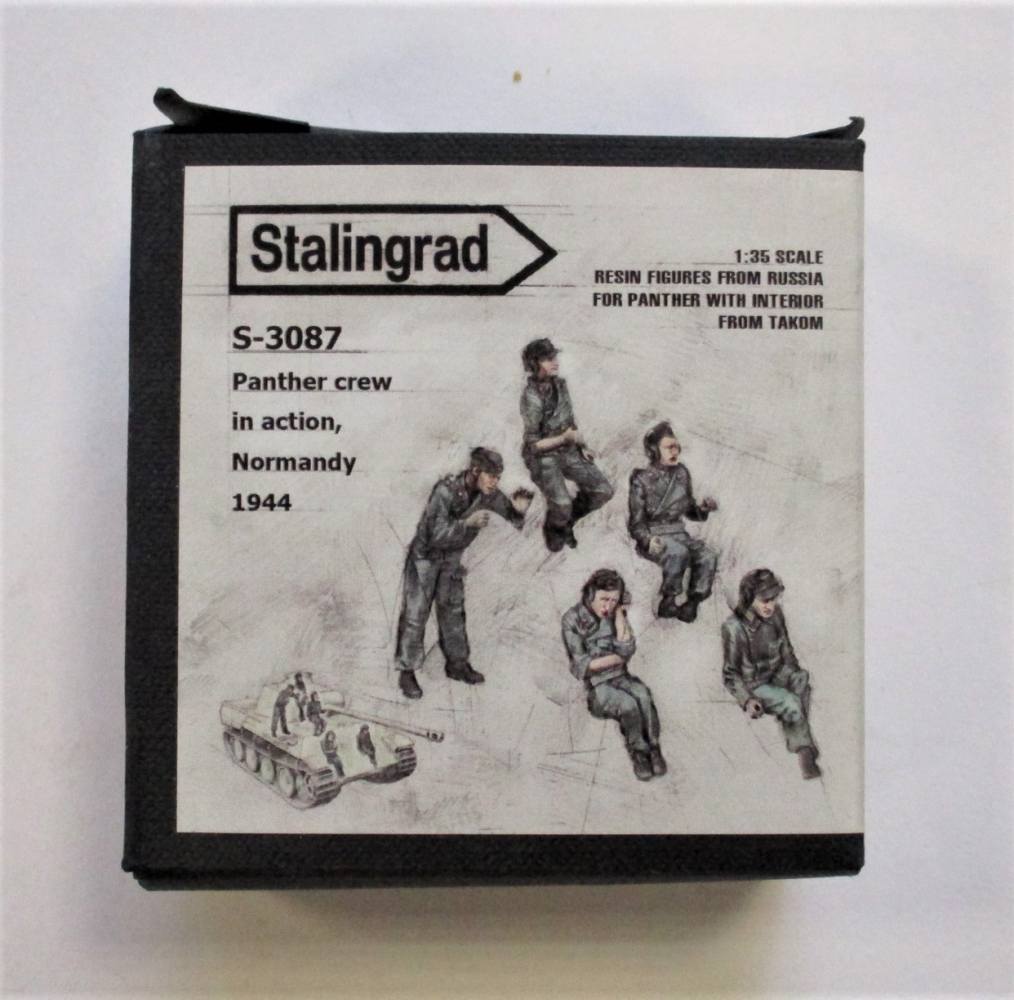 Stalingrad
1:35 SCALE
RESIN FIGURES FROM RUSSIA
FOR PANTHER WITH INTERIOR
FROM TAKOM
S-3087
Panther crew
in action,
Normandy
1944